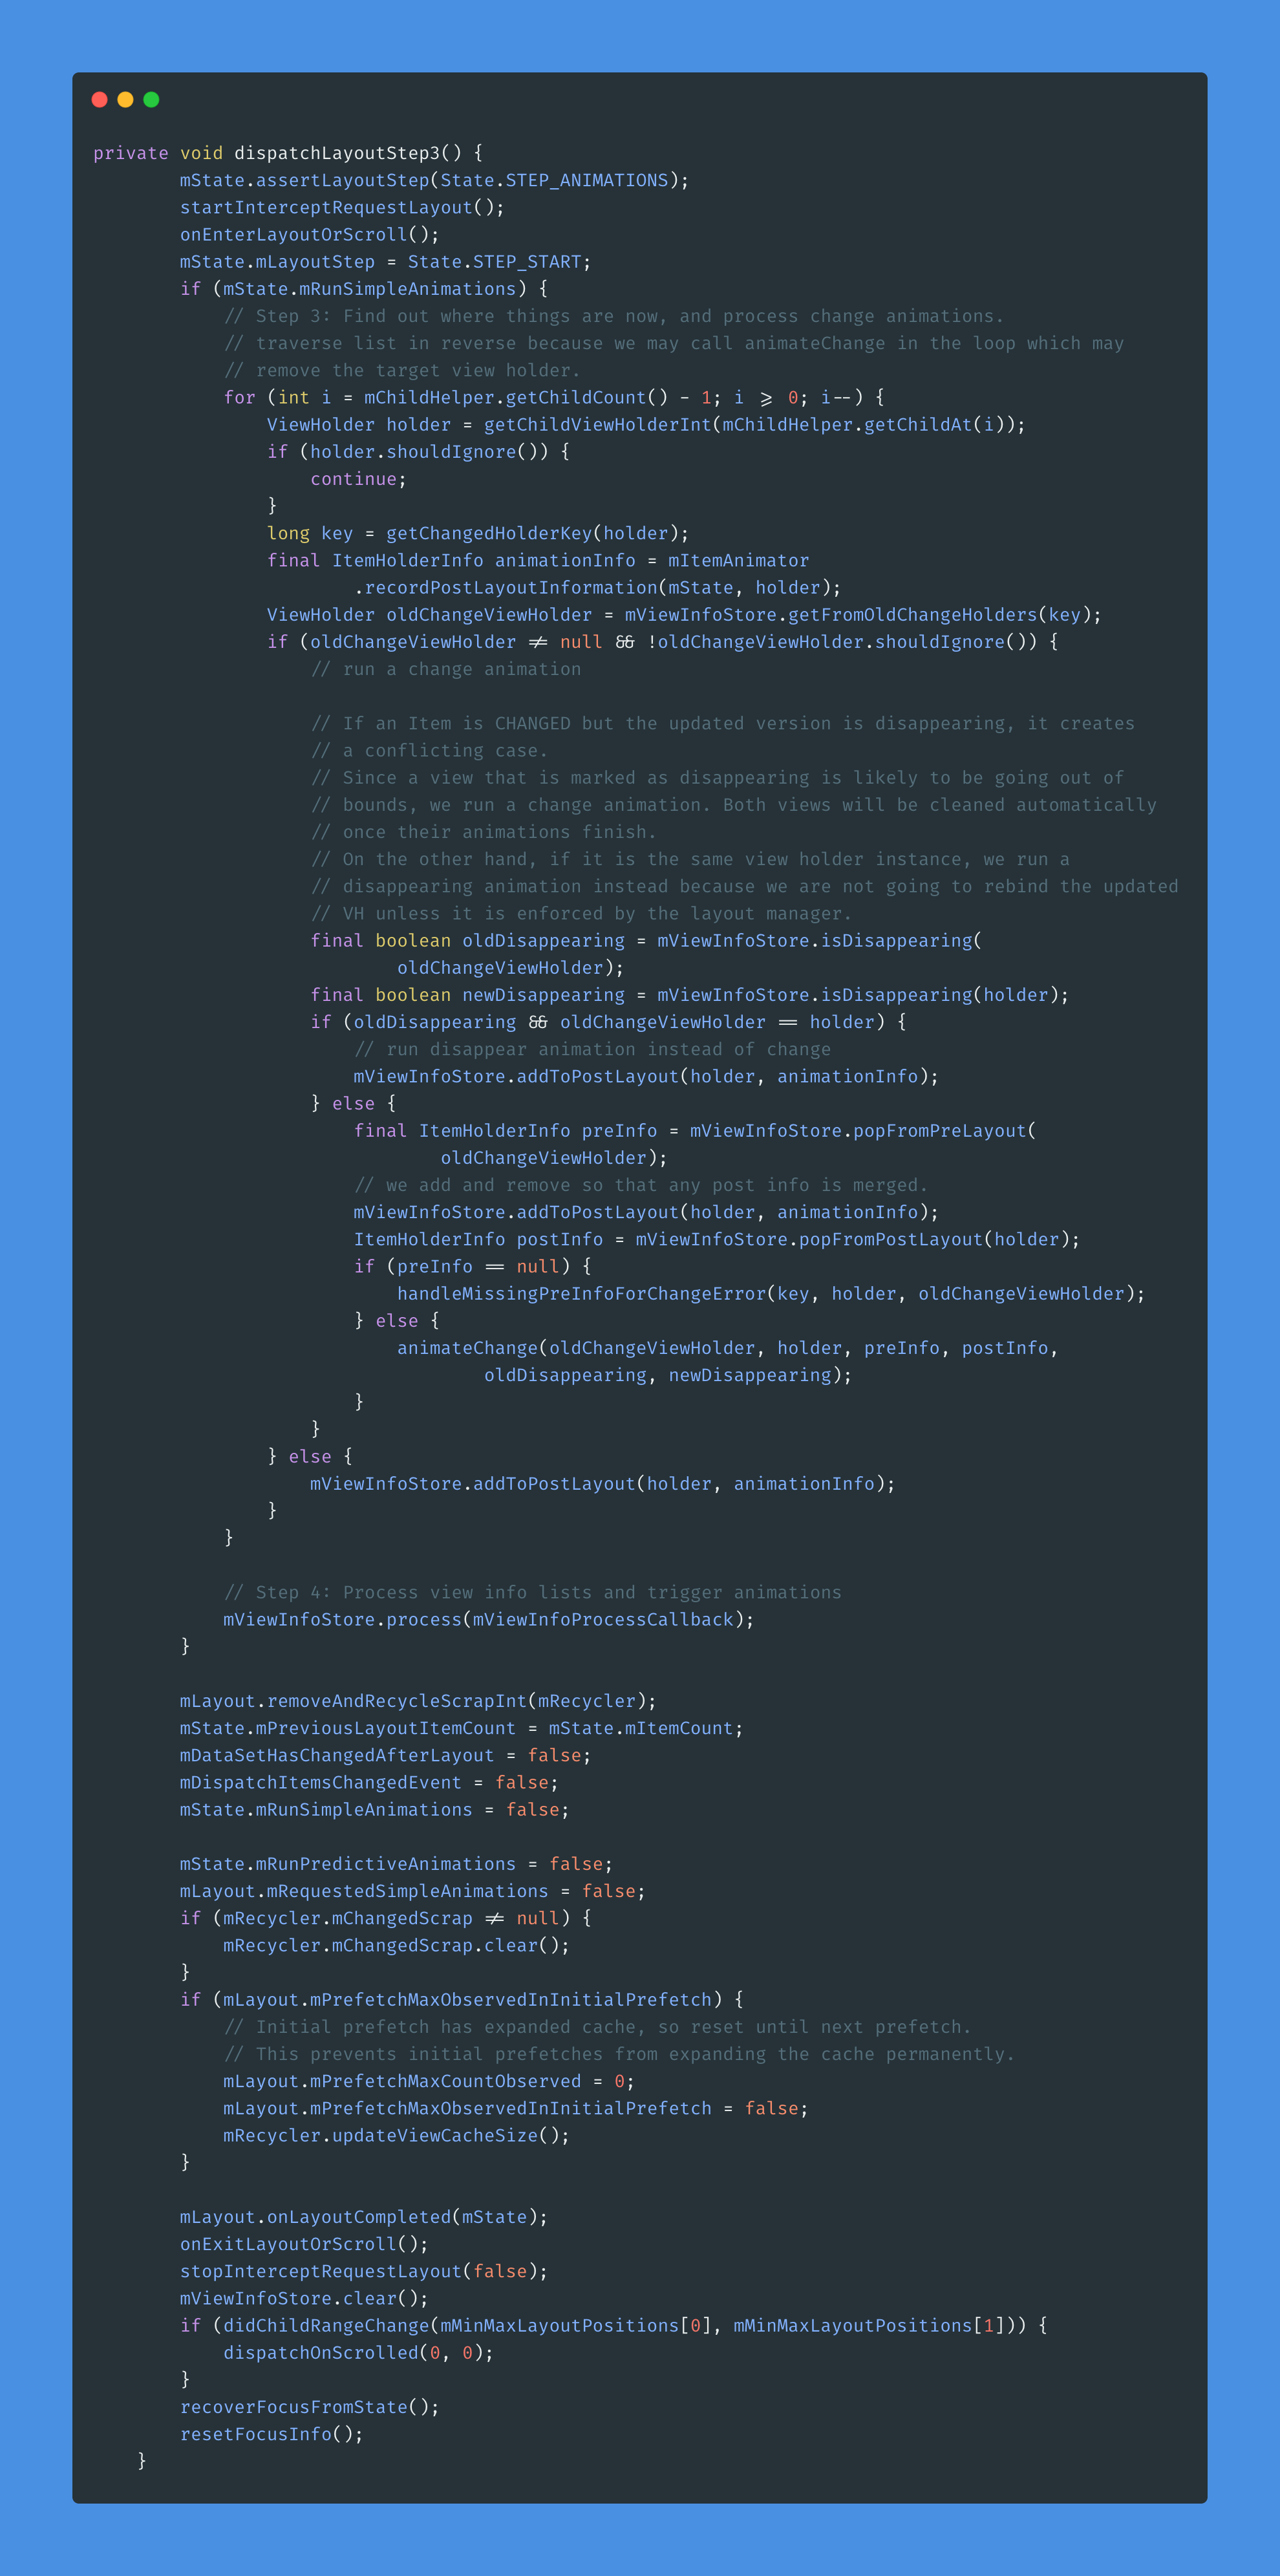 private void dispatchLayoutStep3() {
        mState.assertLayoutStep(State.STEP_ANIMATIONS);
        startInterceptRequestLayout();
        onEnterLayoutOrScroll();
        mState.mLayoutStep = State.STEP_START;
        if (mState.mRunSimpleAnimations) {
            // Step 3: Find out where things are now, and process change animations.
            // traverse list in reverse because we may call animateChange in the loop which may
            // remove the target view holder.
            for (int i = mChildHelper.getChildCount() - 1; i >= 0; i--) {
                ViewHolder holder = getChildViewHolderInt(mChildHelper.getChildAt(i));
                if (holder.shouldIgnore()) {
                    continue;
                }
                long key = getChangedHolderKey(holder);
                final ItemHolderInfo animationInfo = mItemAnimator
                        .recordPostLayoutInformation(mState, holder);
                ViewHolder oldChangeViewHolder = mViewInfoStore.getFromOldChangeHolders(key);
                if (oldChangeViewHolder != null && !oldChangeViewHolder.shouldIgnore()) {
                    // run a change animation

                    // If an Item is CHANGED but the updated version is disappearing, it creates
                    // a conflicting case.
                    // Since a view that is marked as disappearing is likely to be going out of
                    // bounds, we run a change animation. Both views will be cleaned automatically
                    // once their animations finish.
                    // On the other hand, if it is the same view holder instance, we run a
                    // disappearing animation instead because we are not going to rebind the updated
                    // VH unless it is enforced by the layout manager.
                    final boolean oldDisappearing = mViewInfoStore.isDisappearing(
                            oldChangeViewHolder);
                    final boolean newDisappearing = mViewInfoStore.isDisappearing(holder);
                    if (oldDisappearing && oldChangeViewHolder == holder) {
                        // run disappear animation instead of change
                        mViewInfoStore.addToPostLayout(holder, animationInfo);
                    } else {
                        final ItemHolderInfo preInfo = mViewInfoStore.popFromPreLayout(
                                oldChangeViewHolder);
                        // we add and remove so that any post info is merged.
                        mViewInfoStore.addToPostLayout(holder, animationInfo);
                        ItemHolderInfo postInfo = mViewInfoStore.popFromPostLayout(holder);
                        if (preInfo == null) {
                            handleMissingPreInfoForChangeError(key, holder, oldChangeViewHolder);
                        } else {
                            animateChange(oldChangeViewHolder, holder, preInfo, postInfo,
                                    oldDisappearing, newDisappearing);
                        }
                    }
                } else {
                    mViewInfoStore.addToPostLayout(holder, animationInfo);
                }
            }

            // Step 4: Process view info lists and trigger animations
            mViewInfoStore.process(mViewInfoProcessCallback);
        }

        mLayout.removeAndRecycleScrapInt(mRecycler);
        mState.mPreviousLayoutItemCount = mState.mItemCount;
        mDataSetHasChangedAfterLayout = false;
        mDispatchItemsChangedEvent = false;
        mState.mRunSimpleAnimations = false;

        mState.mRunPredictiveAnimations = false;
        mLayout.mRequestedSimpleAnimations = false;
        if (mRecycler.mChangedScrap != null) {
            mRecycler.mChangedScrap.clear();
        }
        if (mLayout.mPrefetchMaxObservedInInitialPrefetch) {
            // Initial prefetch has expanded cache, so reset until next prefetch.
            // This prevents initial prefetches from expanding the cache permanently.
            mLayout.mPrefetchMaxCountObserved = 0;
            mLayout.mPrefetchMaxObservedInInitialPrefetch = false;
            mRecycler.updateViewCacheSize();
        }

        mLayout.onLayoutCompleted(mState);
        onExitLayoutOrScroll();
        stopInterceptRequestLayout(false);
        mViewInfoStore.clear();
        if (didChildRangeChange(mMinMaxLayoutPositions[0], mMinMaxLayoutPositions[1])) {
            dispatchOnScrolled(0, 0);
        }
        recoverFocusFromState();
        resetFocusInfo();
    }